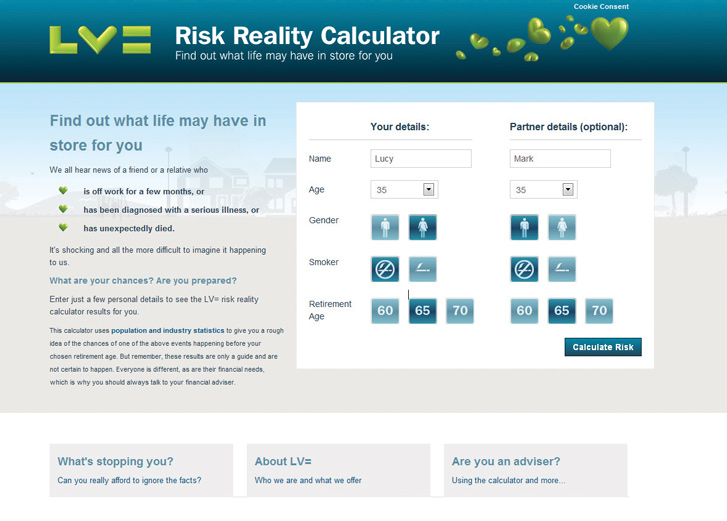 Cookie Consent
LV=
Risk Reality Calculator
Find out what life may have in store for you
Find out what life may have in
store for you
We all hear news of a friend or a relative who
is off work for a few months, or
has been diagnosed with a serious illness, or
has unexpectedly died.
It's shocking and all the more difficult to imagine it happening
to us.
What are your chances? Are you prepared?
Enter just a few personal details to see the LV= risk reality
calculator results for you.
This calculator uses population and industry statistics to give you a rough
idea of the chances of one of the above events happening before your
chosen retirement age. But remember, these results are only a guide and are
not certain to happen. Everyone is different, as are their financial needs,
which is why you should always talk to your financial adviser.
Your details: Partner details (optional):
Name Lucy Mark
Age 35 35
Gender
Smoker
Retirement
Age 60 65 70 60 65 70
Calculate Risk
What's stopping you?
Can you really afford to ignore the facts?
About LV=
Who we are and what we offer
Are you an adviser?
Using the calculator and more...